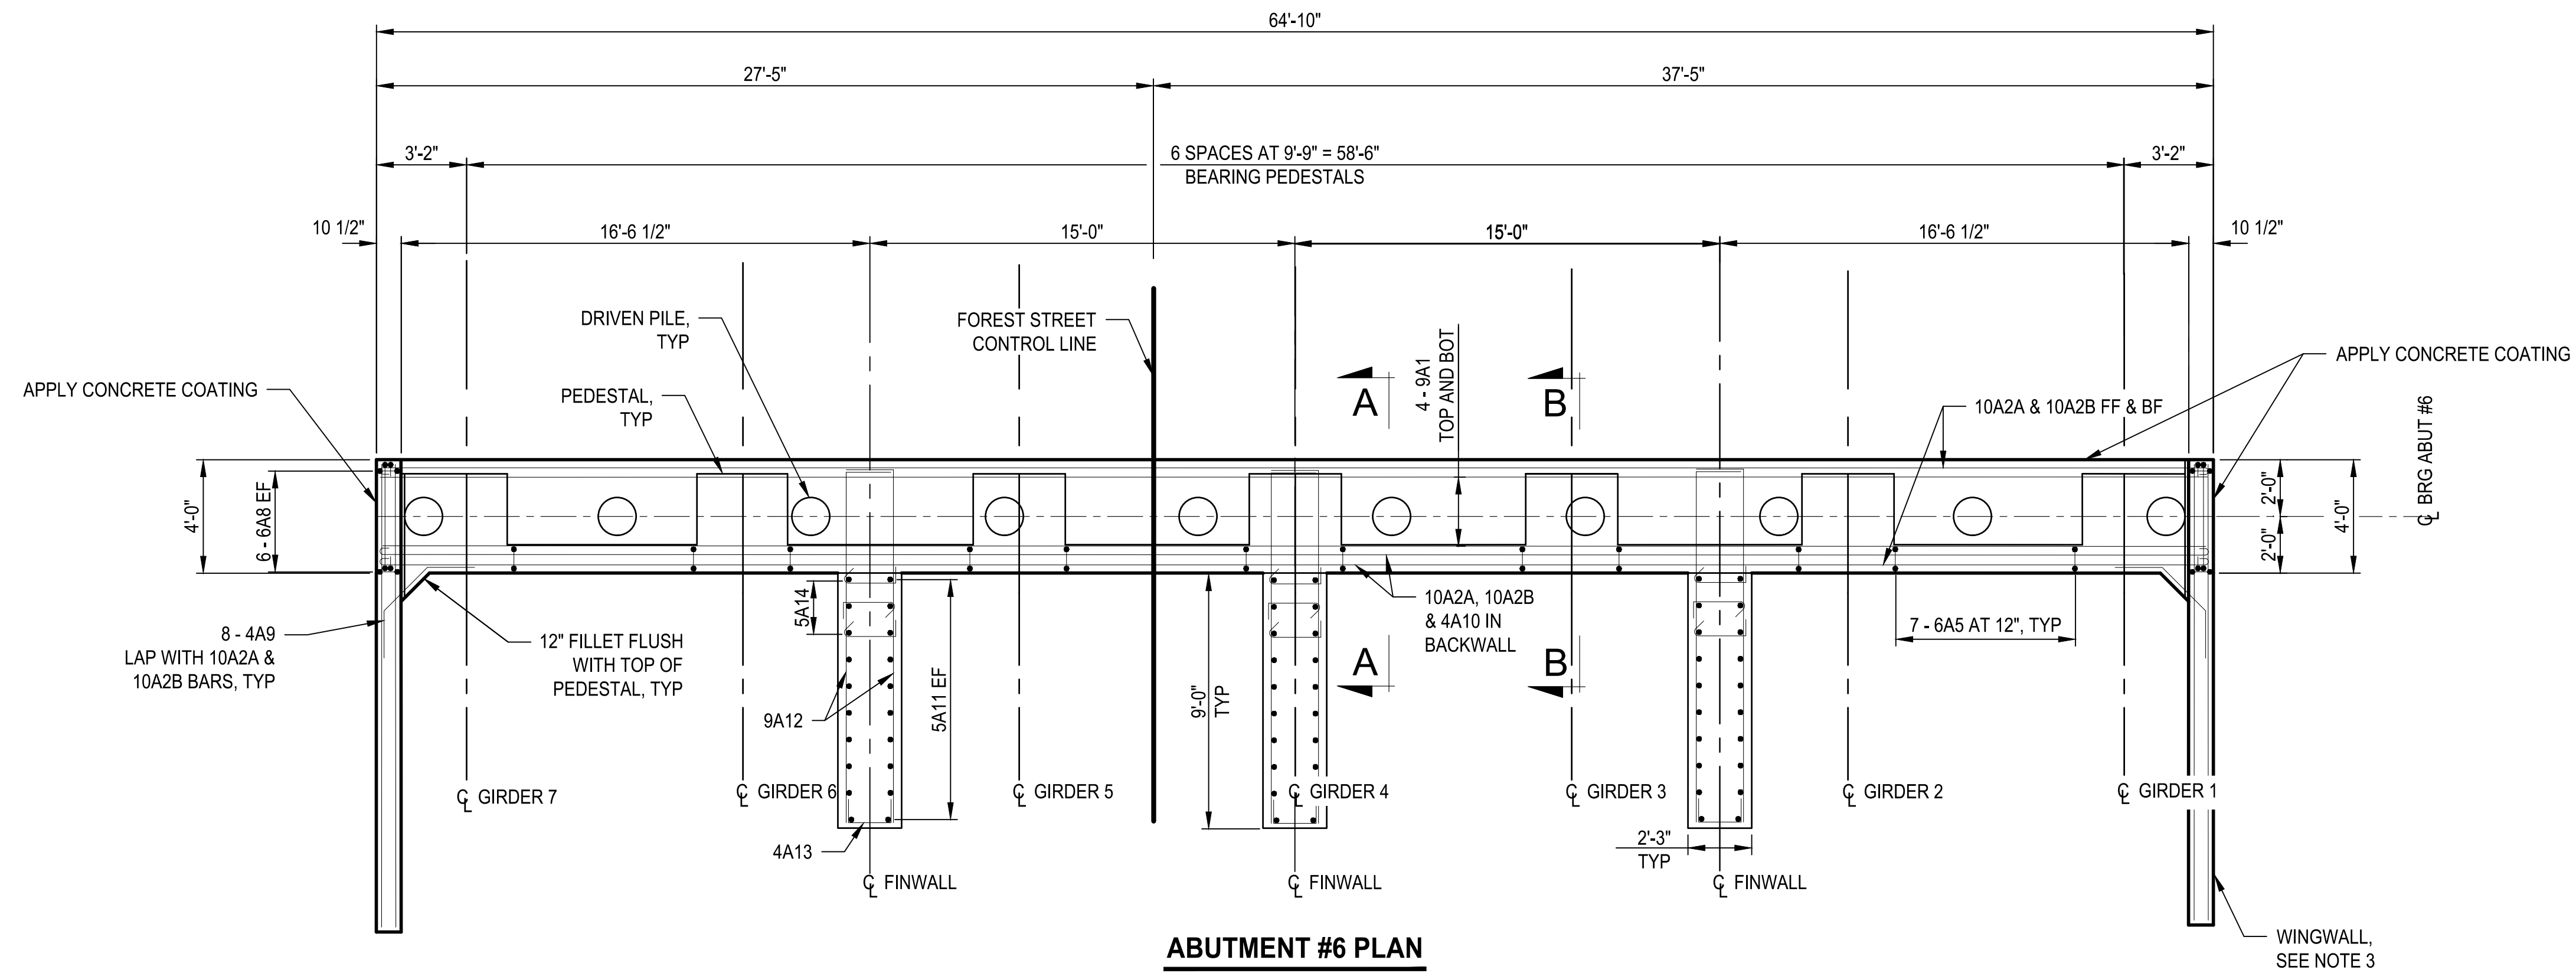 64'-10"
27'-5"
37'-5"
3'-2"
6 SPACES AT 9'-9" = 58'-6"
BEARING PEDESTALS
3'-2"
10 1/2"
16'-6 1/2"
15'-0"
15'-0"
16'-6 1/2"
10 1/2"
DRIVEN PILE,
TYP
FOREST STREET
CONTROL LINE
4 - 9A1
TOP AND BOT
APPLY CONCRETE COATING
APPLY CONCRETE COATING
PEDESTAL,
TYP
A
B
10A2A & 10A2B FF & BF
℄ BRG ABUT #6
4'-0"
6 - 6A8 EF
2'-0"
2'-0"
4'-0"
8 - 4A9
LAP WITH 10A2A &
10A2B BARS, TYP
12" FILLET FLUSH
WITH TOP OF
PEDESTAL, TYP
5A14
9A12
5A11 EF
9'-0"
TYP
10A2A, 10A2B
& 4A10 IN
BACKWALL
A
B
7 - 6A5 AT 12", TYP
℄ GIRDER 7
℄ GIRDER 6
℄ GIRDER 5
℄ GIRDER 4
℄ GIRDER 3
℄ GIRDER 2
℄ GIRDER 1
4A13
2'-3"
TYP
℄ FINWALL
℄ FINWALL
℄ FINWALL
WINGWALL,
SEE NOTE 3
ABUTMENT #6 PLAN